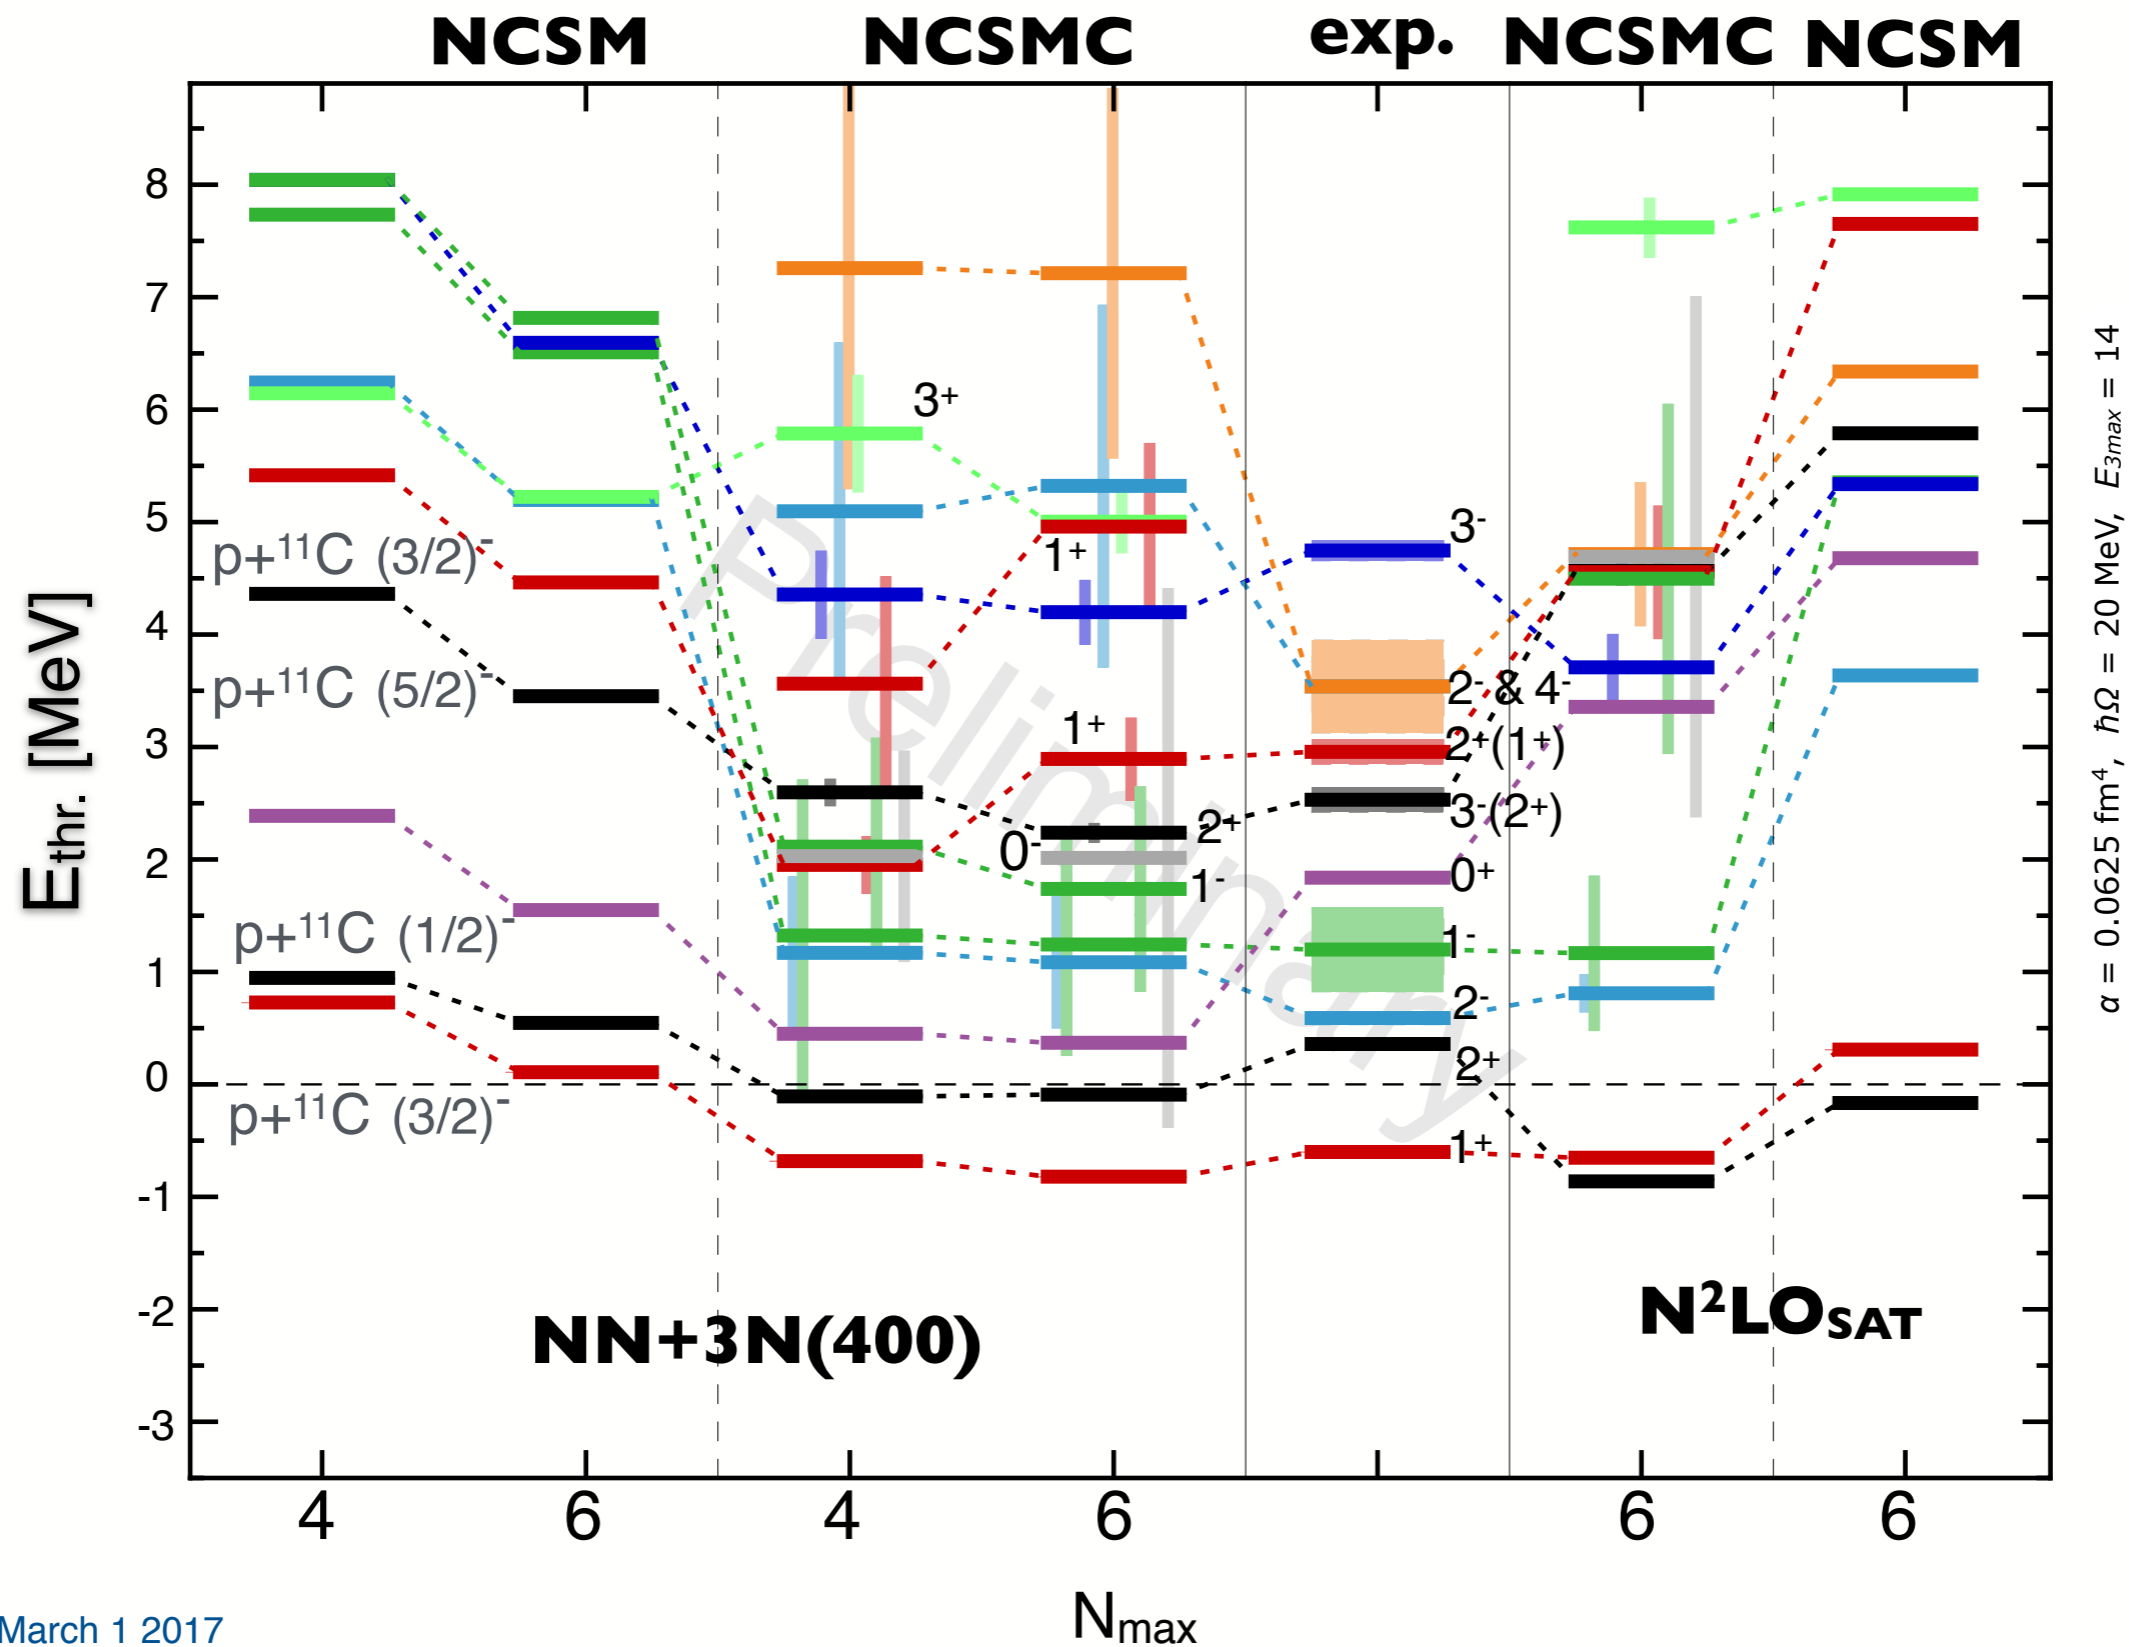 NCSM NCSMC exp. NCSMC NCSM
8
7
6
5
4
3
2
1
0
-1
-2
-3
E_thr. [MeV]
p+¹¹C (3/2)⁻
p+¹¹C (5/2)⁻
p+¹¹C (1/2)⁻
p+¹¹C (3/2)⁻
3⁺
1⁺
1⁺
2⁺
0⁻
1⁻
3⁻
2⁻ & 4⁻
2⁺(1⁺)
3⁻(2⁺)
0⁺
1⁻
2⁻
2⁺
1⁺
Preliminary
NN+3N(400)
N²LO_SAT
α = 0.0625 fm⁴, ℏΩ = 20 MeV, E_3max = 14
4 6 4 6 6 6
N_max
March 1 2017